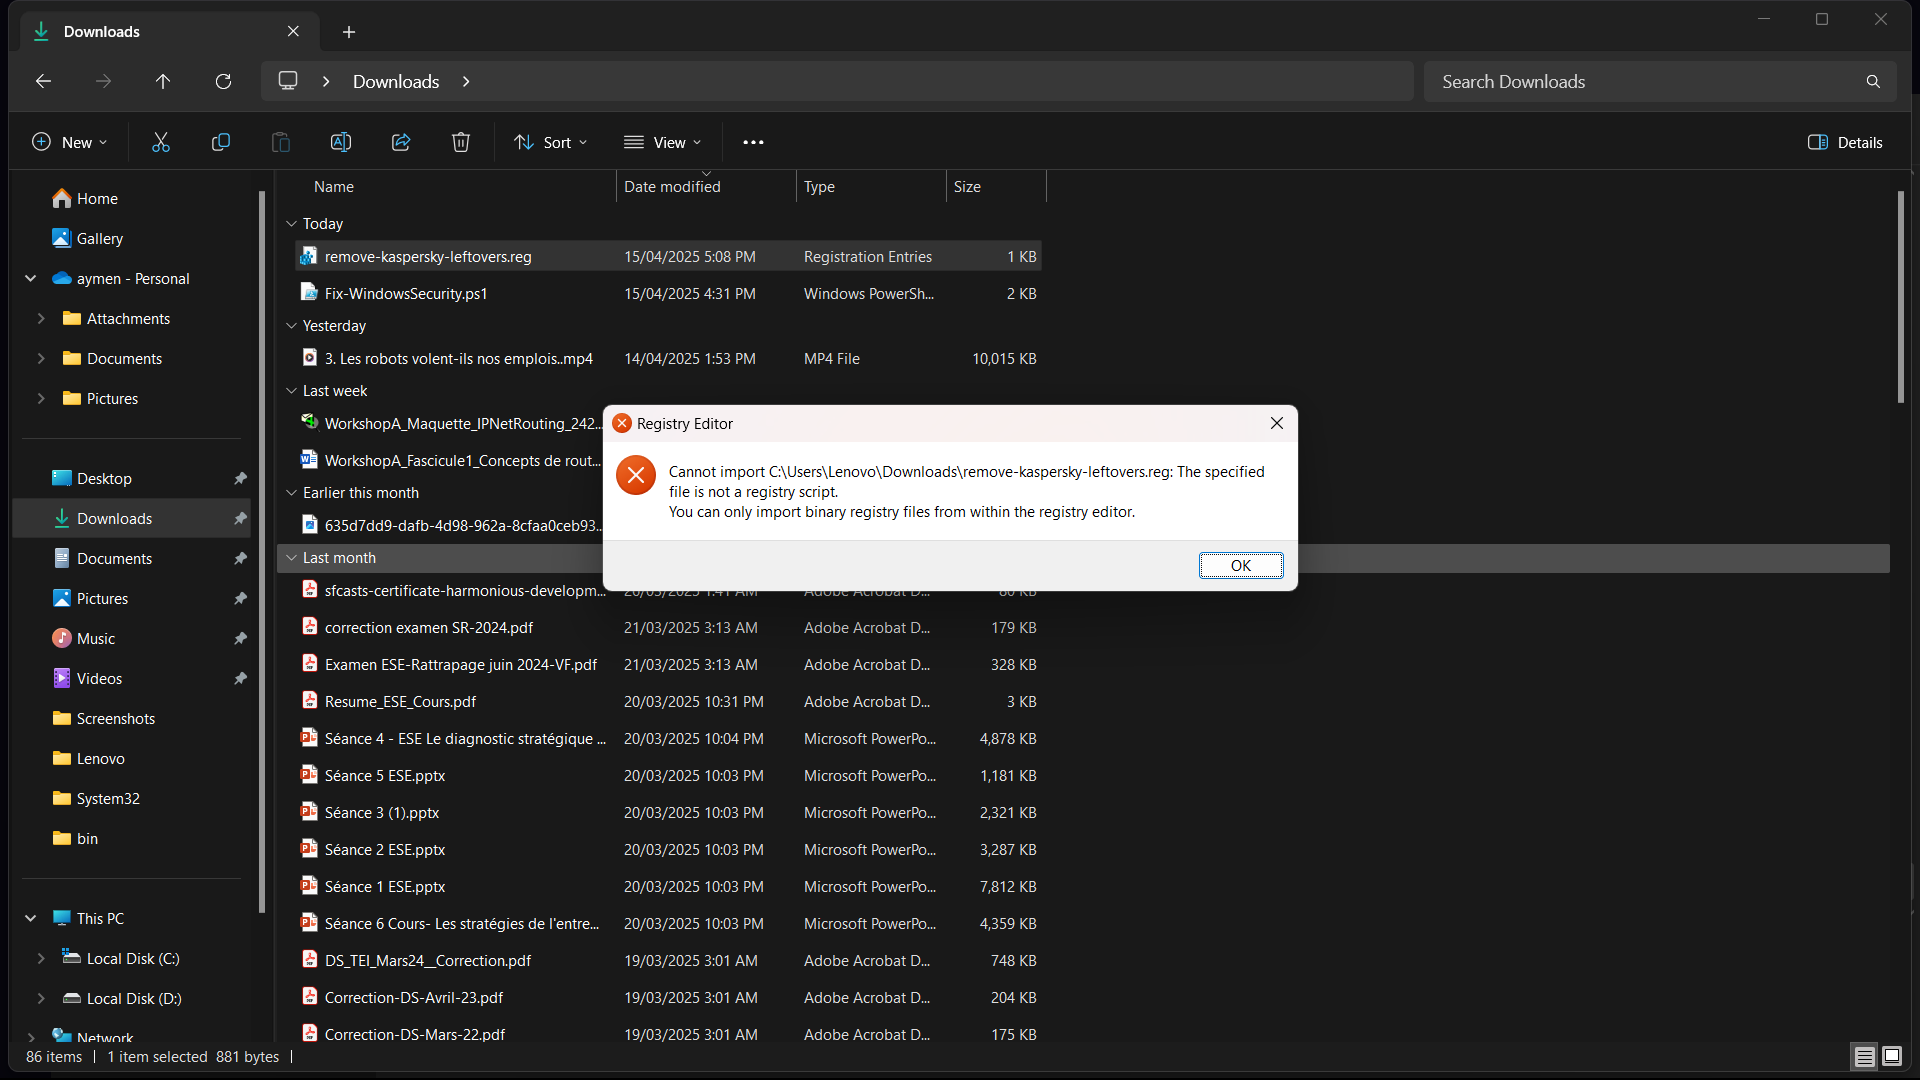 Downloads
Downloads
Search Downloads
New
Sort
View
Details
Name Date modified Type Size
Home
Gallery
aymen - Personal
Attachments
Documents
Pictures
Desktop
Downloads
Documents
Pictures
Music
Videos
Screenshots
Lenovo
System32
bin
This PC
Local Disk (C:)
Local Disk (D:)
Network
Today
remove-kaspersky-leftovers.reg 15/04/2025 5:08 PM Registration Entries 1 KB
Fix-WindowsSecurity.ps1 15/04/2025 4:31 PM Windows PowerSh... 2 KB
Yesterday
3. Les robots volent-ils nos emplois..mp4 14/04/2025 1:53 PM MP4 File 10,015 KB
Last week
WorkshopA_Maquette_IPNetRouting_242...
WorkshopA_Fascicule1_Concepts de rout...
Earlier this month
635d7dd9-dafb-4d98-962a-8cfaa0ceb93...
Last month
sfcasts-certificate-harmonious-developm...
correction examen SR-2024.pdf 21/03/2025 3:13 AM Adobe Acrobat D... 179 KB
Examen ESE-Rattrapage juin 2024-VF.pdf 21/03/2025 3:13 AM Adobe Acrobat D... 328 KB
Resume_ESE_Cours.pdf 20/03/2025 10:31 PM Adobe Acrobat D... 3 KB
Séance 4 - ESE Le diagnostic stratégique ... 20/03/2025 10:04 PM Microsoft PowerPo... 4,878 KB
Séance 5 ESE.pptx 20/03/2025 10:03 PM Microsoft PowerPo... 1,181 KB
Séance 3 (1).pptx 20/03/2025 10:03 PM Microsoft PowerPo... 2,321 KB
Séance 2 ESE.pptx 20/03/2025 10:03 PM Microsoft PowerPo... 3,287 KB
Séance 1 ESE.pptx 20/03/2025 10:03 PM Microsoft PowerPo... 7,812 KB
Séance 6 Cours- Les stratégies de l'entre... 20/03/2025 10:03 PM Microsoft PowerPo... 4,359 KB
DS_TEI_Mars24__Correction.pdf 19/03/2025 3:01 AM Adobe Acrobat D... 748 KB
Correction-DS-Avril-23.pdf 19/03/2025 3:01 AM Adobe Acrobat D... 204 KB
Correction-DS-Mars-22.pdf 19/03/2025 3:01 AM Adobe Acrobat D... 175 KB
Registry Editor
Cannot import C:\Users\Lenovo\Downloads\remove-kaspersky-leftovers.reg: The specified
file is not a registry script.
You can only import binary registry files from within the registry editor.
OK
86 items 1 item selected 881 bytes